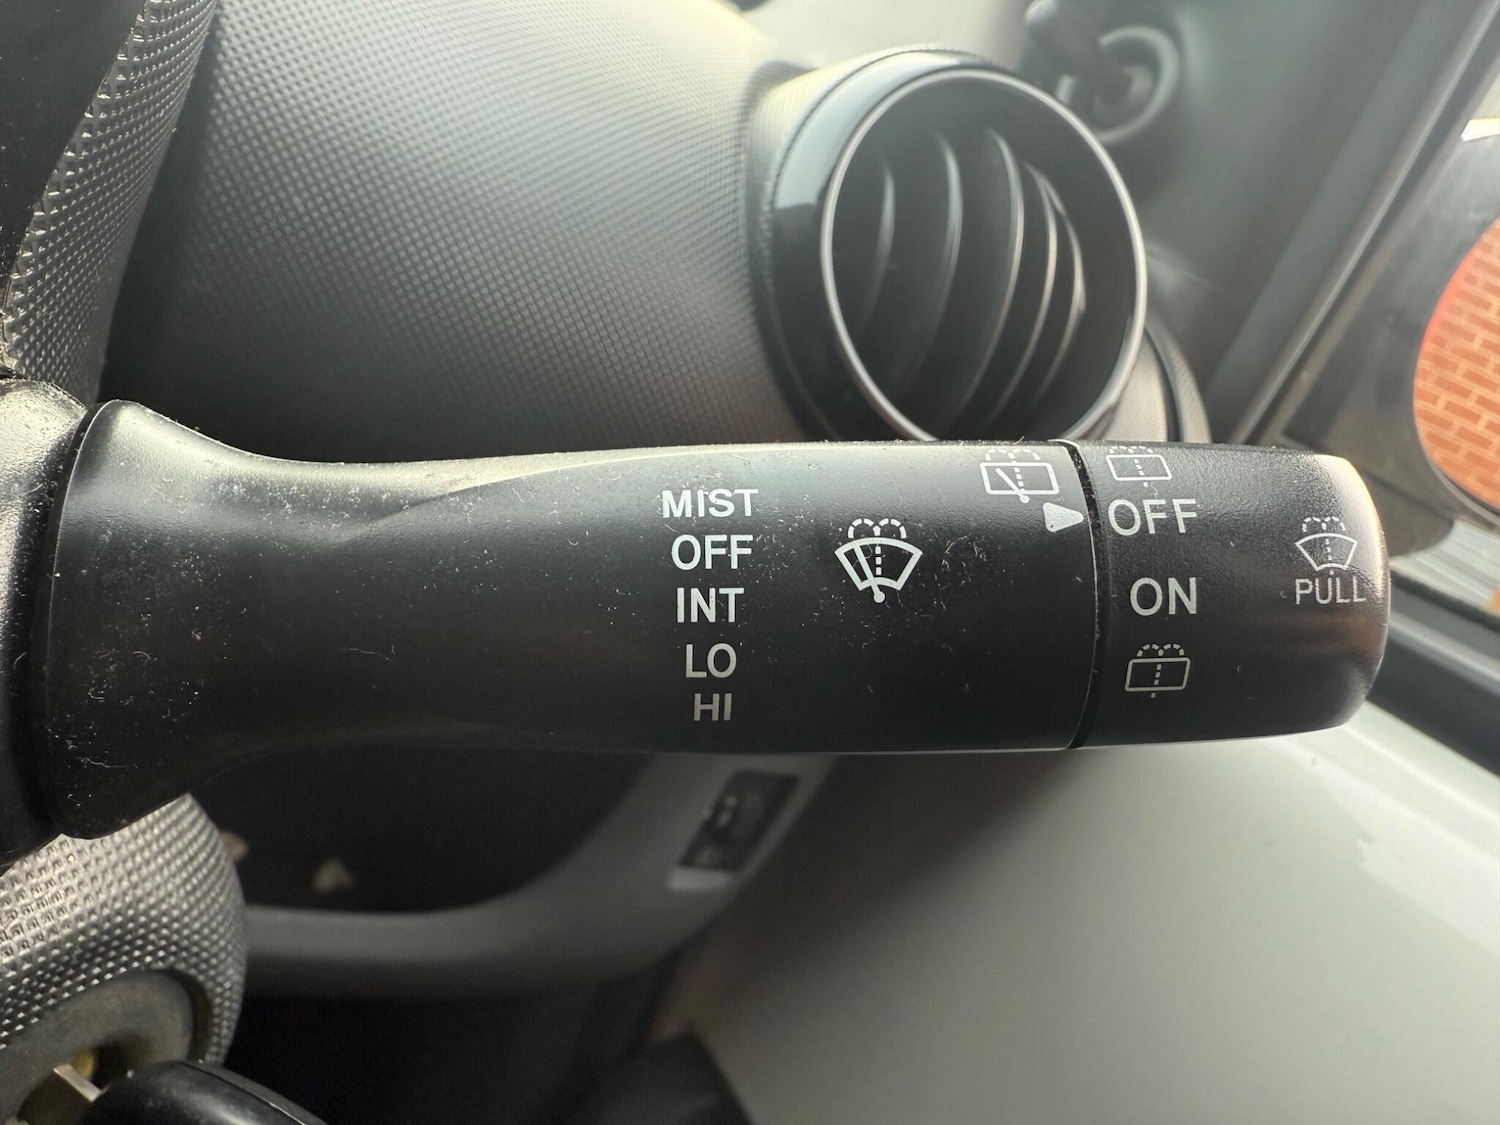 MIST
OFF
INT
LO
HI
OFF
ON
PULL